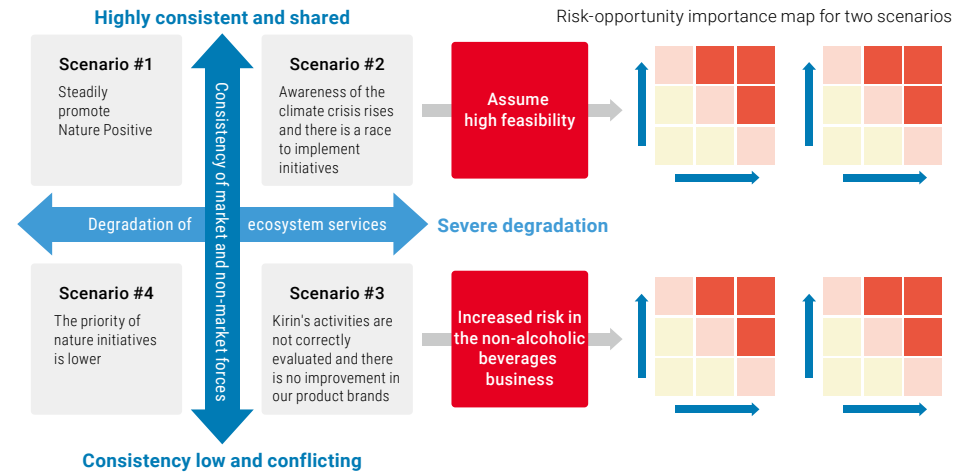 Highly consistent and shared
Risk-opportunity importance map for two scenarios
Scenario #1
Steadily
promote
Nature Positive
Scenario #2
Awareness of the
climate crisis rises
and there is a race
to implement
initiatives
Assume
high feasibility
Consistency of market and non-market forces
Degradation of ecosystem services
Severe degradation
Scenario #4
The priority of
nature initiatives
is lower
Scenario #3
Kirin's activities are
not correctly
evaluated and there
is no improvement in
our product brands
Increased risk in
the non-alcoholic
beverages
business
Consistency low and conflicting